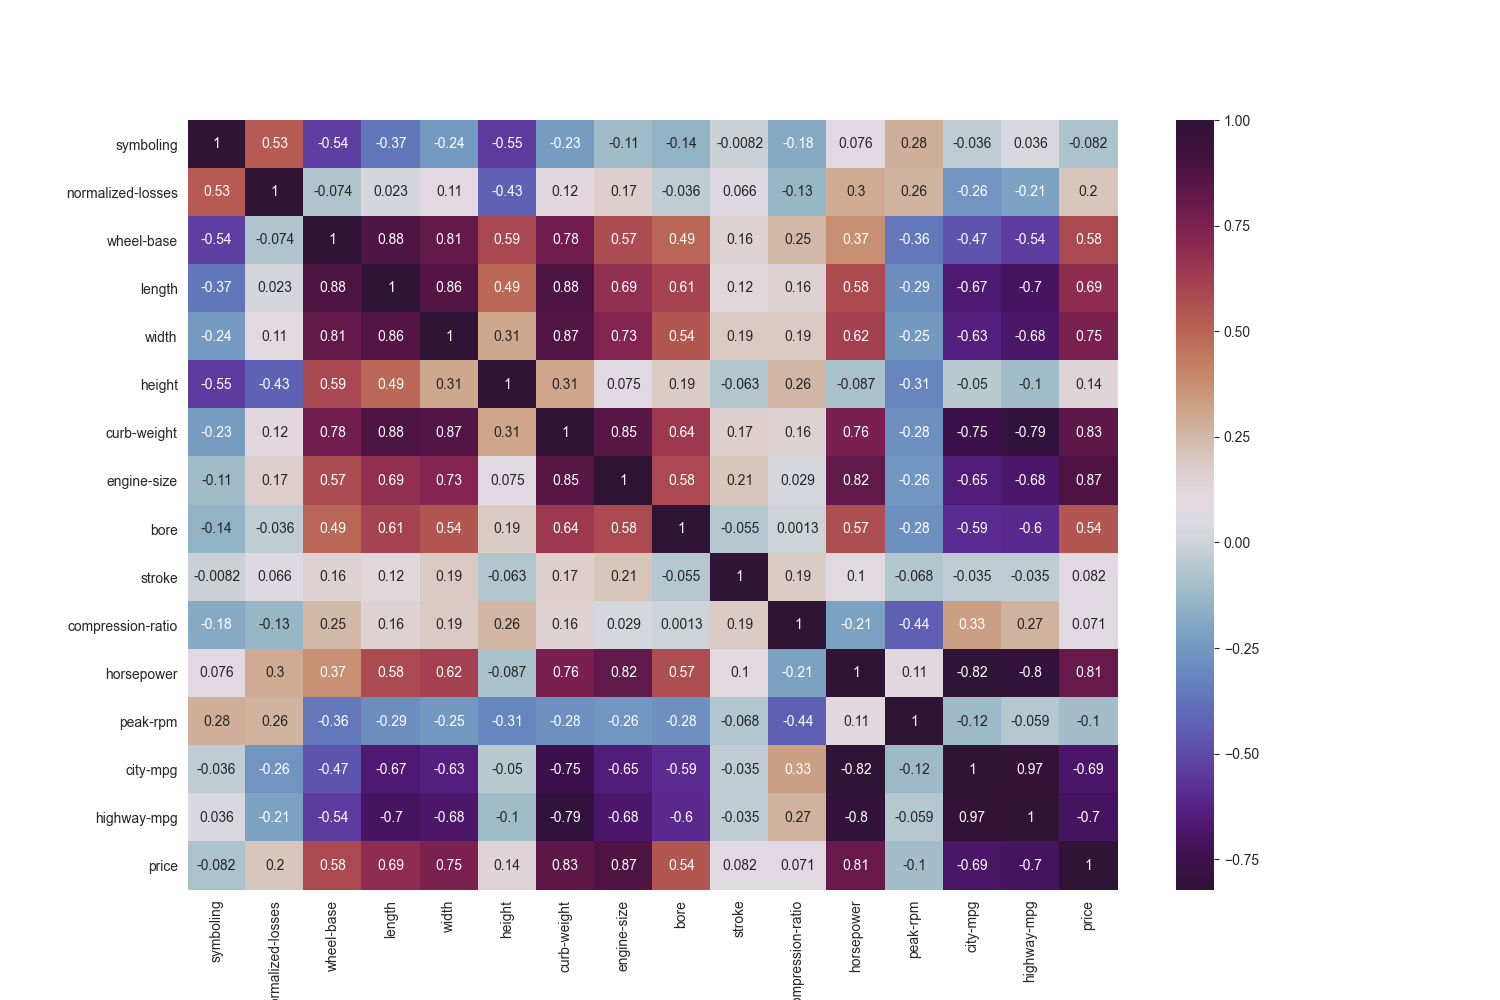 symboling 1 0.53 -0.54 -0.37 -0.24 -0.55 -0.23 -0.11 -0.14 -0.0082 -0.18 0.076 0.28 -0.036 0.036 -0.082
normalized-losses 0.53 1 -0.074 0.023 0.11 -0.43 0.12 0.17 -0.036 0.066 -0.13 0.3 0.26 -0.26 -0.21 0.2
wheel-base -0.54 -0.074 1 0.88 0.81 0.59 0.78 0.57 0.49 0.16 0.25 0.37 -0.36 -0.47 -0.54 0.58
length -0.37 0.023 0.88 1 0.86 0.49 0.88 0.69 0.61 0.12 0.16 0.58 -0.29 -0.67 -0.7 0.69
width -0.24 0.11 0.81 0.86 1 0.31 0.87 0.73 0.54 0.19 0.19 0.62 -0.25 -0.63 -0.68 0.75
height -0.55 -0.43 0.59 0.49 0.31 1 0.31 0.075 0.19 -0.063 0.26 -0.087 -0.31 -0.05 -0.1 0.14
curb-weight -0.23 0.12 0.78 0.88 0.87 0.31 1 0.85 0.64 0.17 0.16 0.76 -0.28 -0.75 -0.79 0.83
engine-size -0.11 0.17 0.57 0.69 0.73 0.075 0.85 1 0.58 0.21 0.029 0.82 -0.26 -0.65 -0.68 0.87
bore -0.14 -0.036 0.49 0.61 0.54 0.19 0.64 0.58 1 -0.055 0.0013 0.57 -0.28 -0.59 -0.6 0.54
stroke -0.0082 0.066 0.16 0.12 0.19 -0.063 0.17 0.21 -0.055 1 0.19 0.1 -0.068 -0.035 -0.035 0.082
compression-ratio -0.18 -0.13 0.25 0.16 0.19 0.26 0.16 0.029 0.0013 0.19 1 -0.21 -0.44 0.33 0.27 0.071
horsepower 0.076 0.3 0.37 0.58 0.62 -0.087 0.76 0.82 0.57 0.1 -0.21 1 0.11 -0.82 -0.8 0.81
peak-rpm 0.28 0.26 -0.36 -0.29 -0.25 -0.31 -0.28 -0.26 -0.28 -0.068 -0.44 0.11 1 -0.12 -0.059 -0.1
city-mpg -0.036 -0.26 -0.47 -0.67 -0.63 -0.05 -0.75 -0.65 -0.59 -0.035 0.33 -0.82 -0.12 1 0.97 -0.69
highway-mpg 0.036 -0.21 -0.54 -0.7 -0.68 -0.1 -0.79 -0.68 -0.6 -0.035 0.27 -0.8 -0.059 0.97 1 -0.7
price -0.082 0.2 0.58 0.69 0.75 0.14 0.83 0.87 0.54 0.082 0.071 0.81 -0.1 -0.69 -0.7 1
symboling
ormalized-losses
wheel-base
length
width
height
curb-weight
engine-size
bore
stroke
ompression-ratio
horsepower
peak-rpm
city-mpg
highway-mpg
price
1.00
0.75
0.50
0.25
0.00
-0.25
-0.50
-0.75